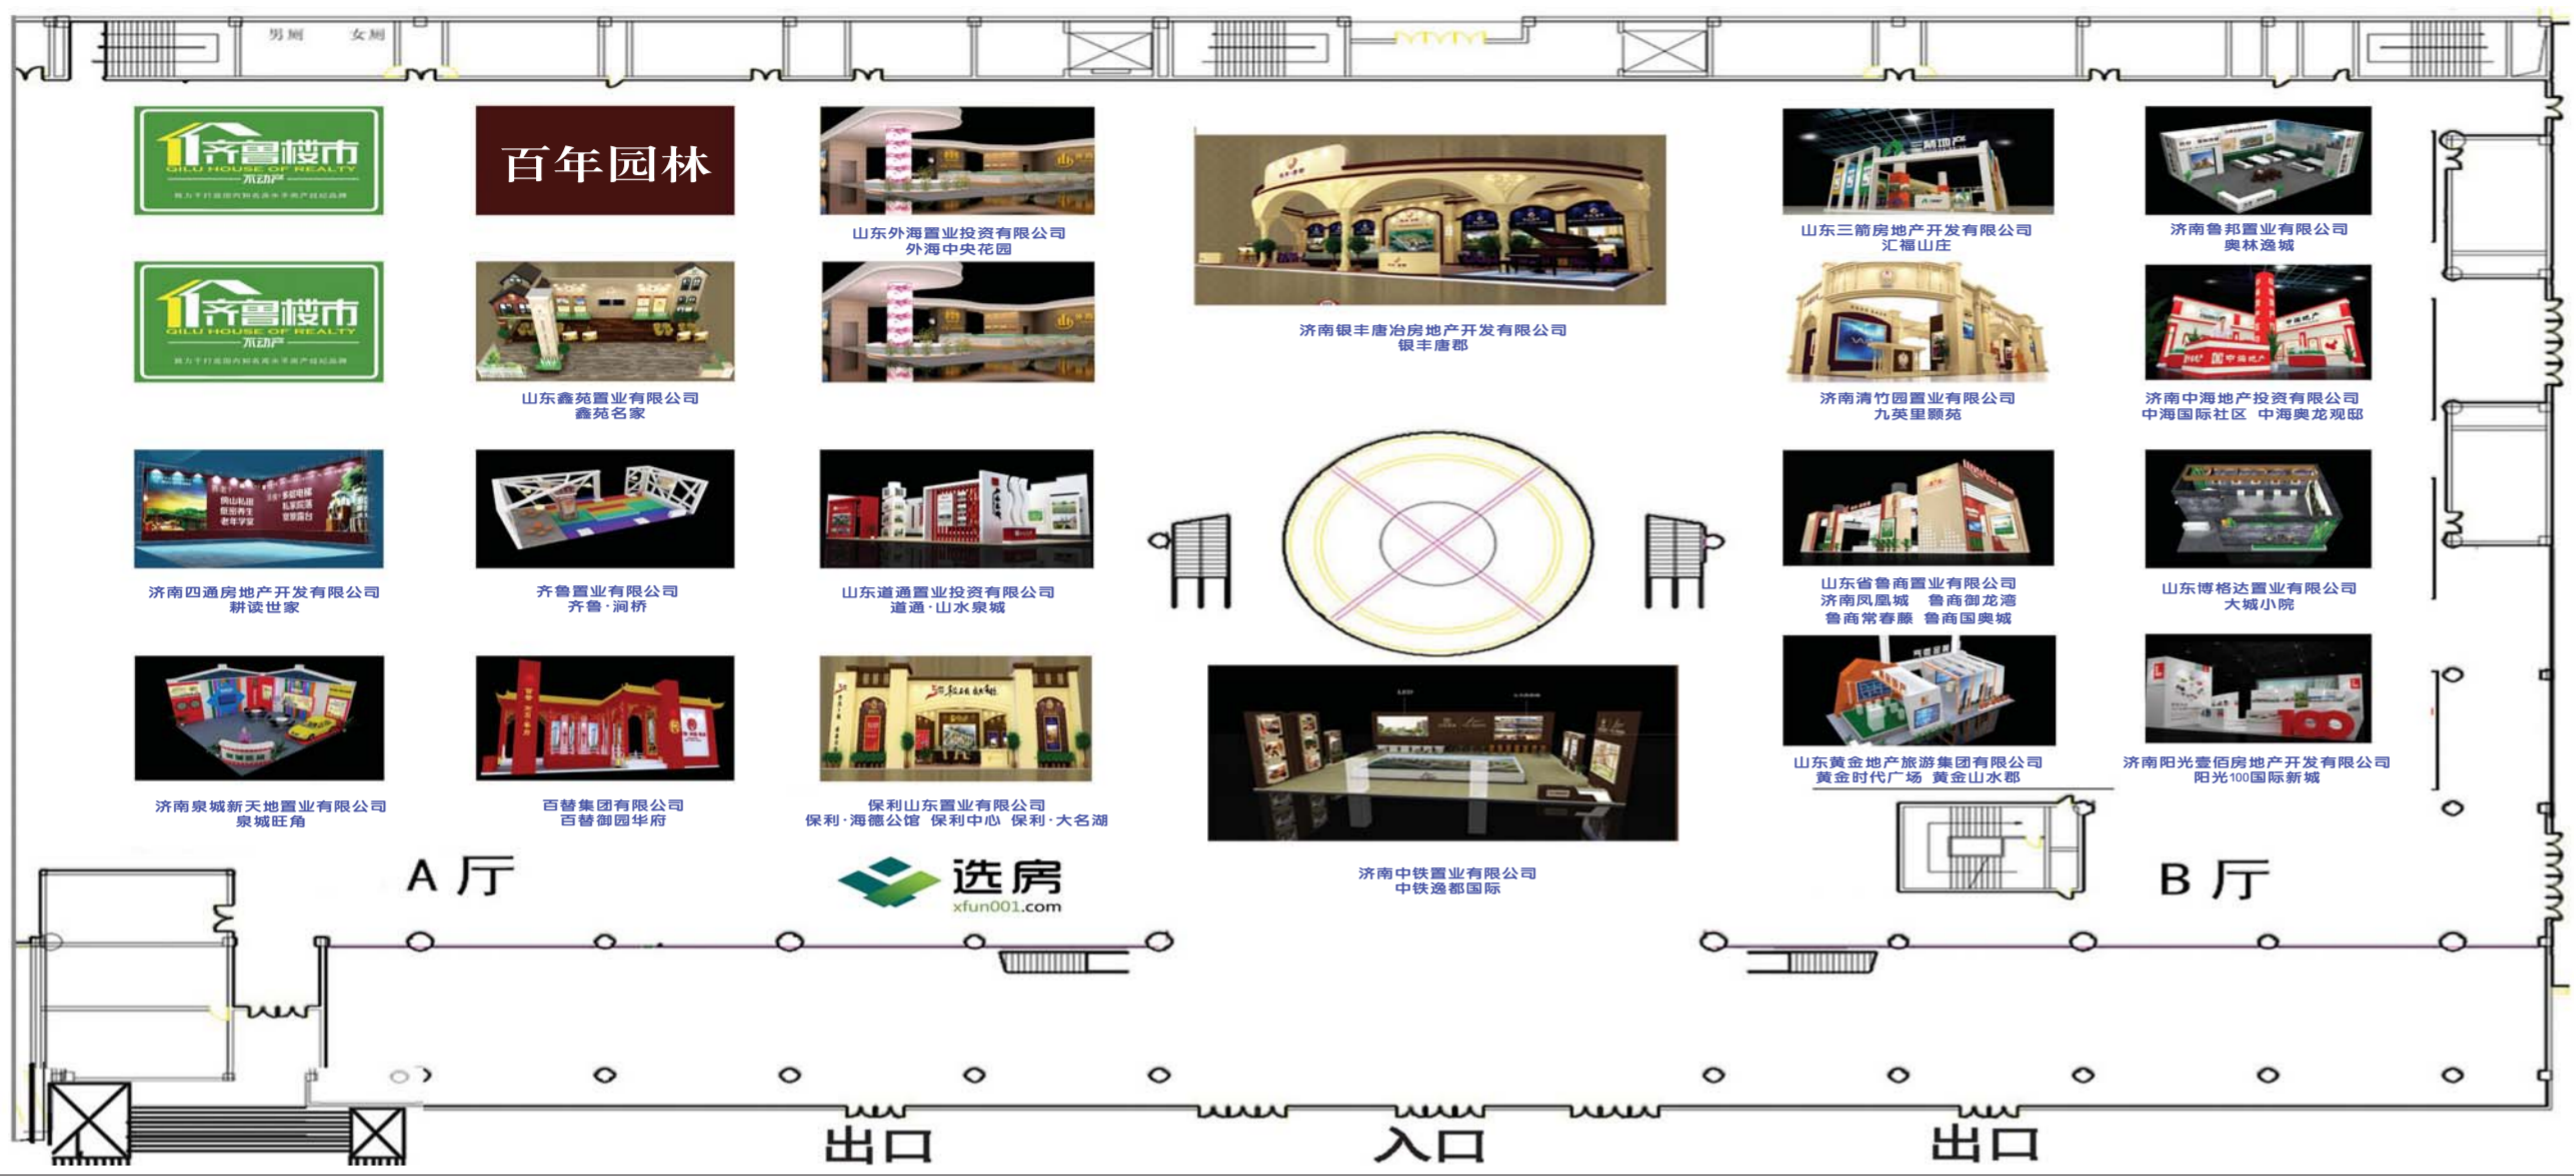 男厕 女厕
齐鲁楼市
QILU HOUSE OF REALTY
不动产
百年园林
山东外海置业投资有限公司
外海中央花园
济南银丰唐冶房地产开发有限公司
银丰唐郡
三箭地产
山东三箭房地产开发有限公司
汇福山庄
济南鲁邦置业有限公司
奥林逸城
齐鲁楼市
QILU HOUSE OF REALTY
不动产
山东鑫苑置业有限公司
鑫苑名家
济南清竹园置业有限公司
九英里颢苑
中海地产
济南中海地产投资有限公司
中海国际社区 中海奥龙观邸
济南四通房地产开发有限公司
耕读世家
齐鲁置业有限公司
齐鲁·涧桥
山东道通置业投资有限公司
道通·山水泉城
山东省鲁商置业有限公司
济南凤凰城 鲁商御龙湾
鲁商常春藤 鲁商国奥城
山东博格达置业有限公司
大城小院
济南泉城新天地置业有限公司
泉城旺角
百替集团有限公司
百替御园华府
保利山东置业有限公司
保利·海德公馆 保利中心 保利·大名湖
LED
济南中铁置业有限公司
中铁逸都国际
山东黄金地产旅游集团有限公司
黄金时代广场 黄金山水郡
100
济南阳光壹佰房地产开发有限公司
阳光100国际新城
A 厅
选房
xfun001.com
B 厅
出口
入口
出口